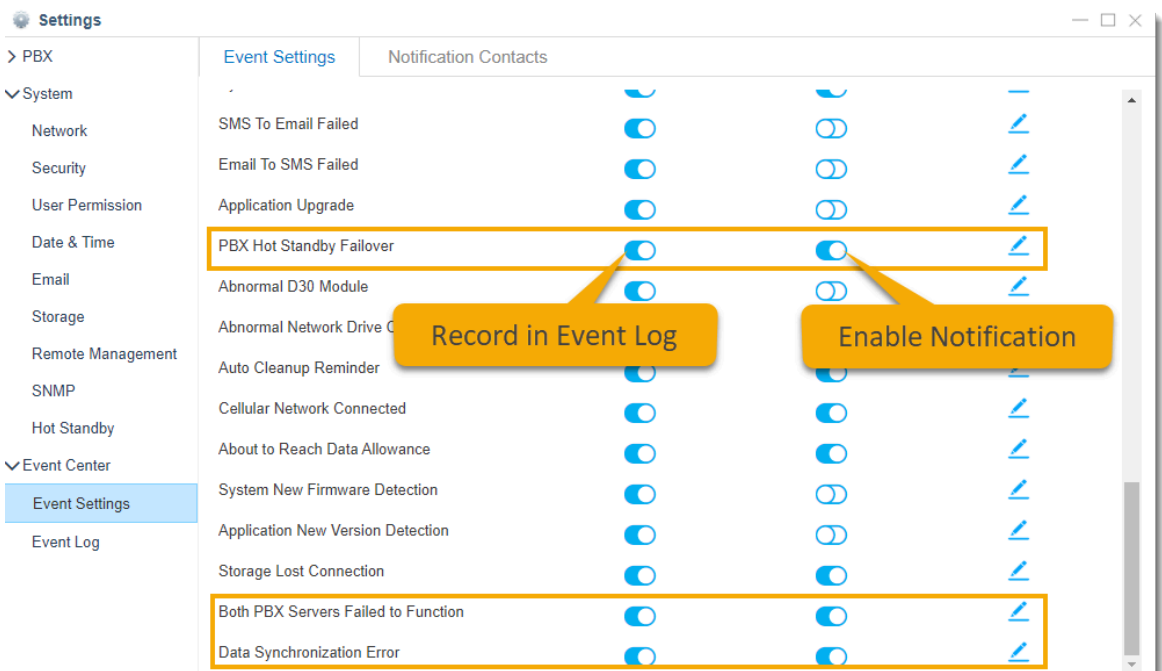 Settings
PBX
Event Settings
Notification Contacts
System
Network
SMS To Email Failed
Security
Email To SMS Failed
User Permission
Application Upgrade
Date & Time
PBX Hot Standby Failover
Email
Abnormal D30 Module
Storage
Abnormal Network Drive
Record in Event Log
Enable Notification
Remote Management
Auto Cleanup Reminder
SNMP
Cellular Network Connected
Hot Standby
About to Reach Data Allowance
Event Center
System New Firmware Detection
Event Settings
Application New Version Detection
Event Log
Storage Lost Connection
Both PBX Servers Failed to Function
Data Synchronization Error